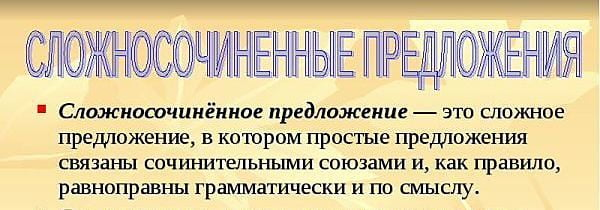 СЛОЖНОСОЧИНЕННЫЕ ПРЕДЛОЖЕНИЯ
Сложносочинённое предложение — это сложное
предложение, в котором простые предложения
связаны сочинительными союзами и, как правило,
равноправны грамматически и по смыслу.